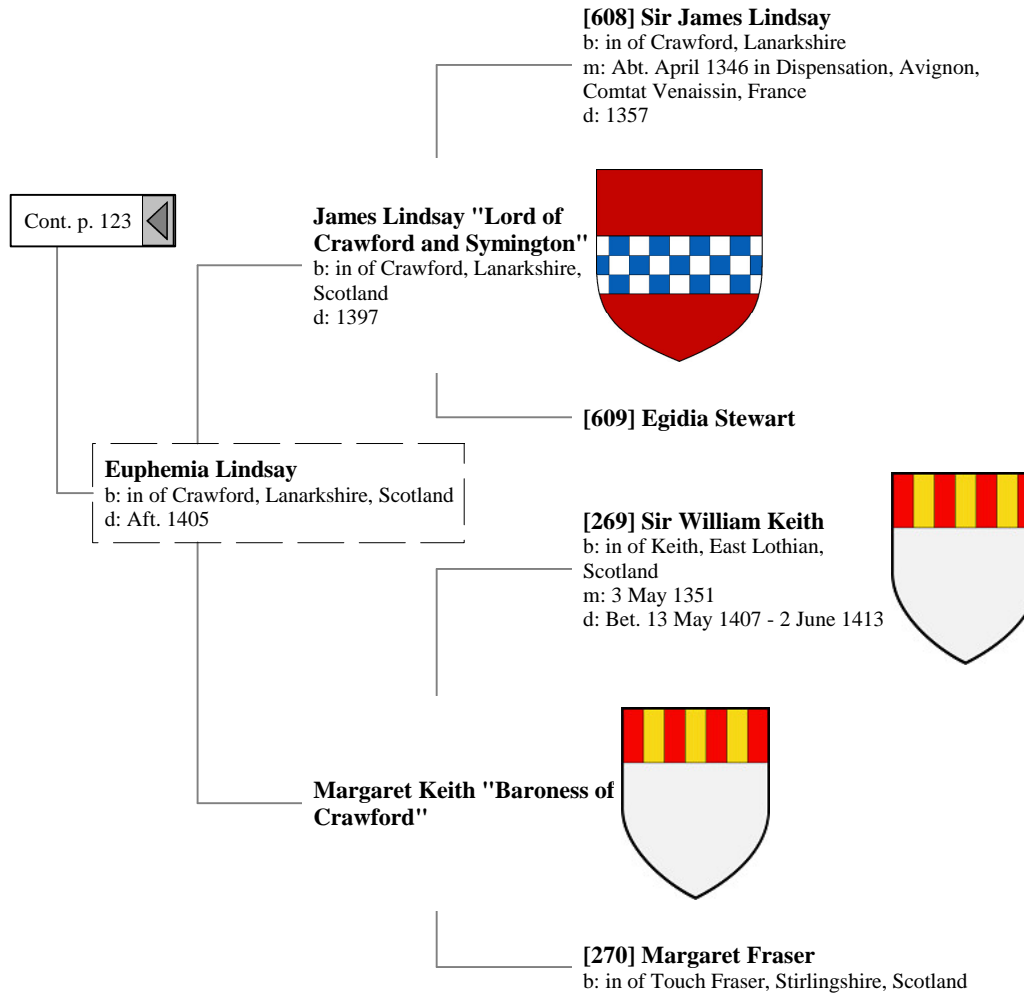 [608] Sir James Lindsay
b: in of Crawford, Lanarkshire
m: Abt. April 1346 in Dispensation, Avignon,
Comtat Venaissin, France
d: 1357
Cont. p. 123
James Lindsay "Lord of
Crawford and Symington"
b: in of Crawford, Lanarkshire,
Scotland
d: 1397
[609] Egidia Stewart
Euphemia Lindsay
b: in of Crawford, Lanarkshire, Scotland
d: Aft. 1405
[269] Sir William Keith
b: in of Keith, East Lothian,
Scotland
m: 3 May 1351
d: Bet. 13 May 1407 - 2 June 1413
Margaret Keith "Baroness of
Crawford"
[270] Margaret Fraser
b: in of Touch Fraser, Stirlingshire, Scotland